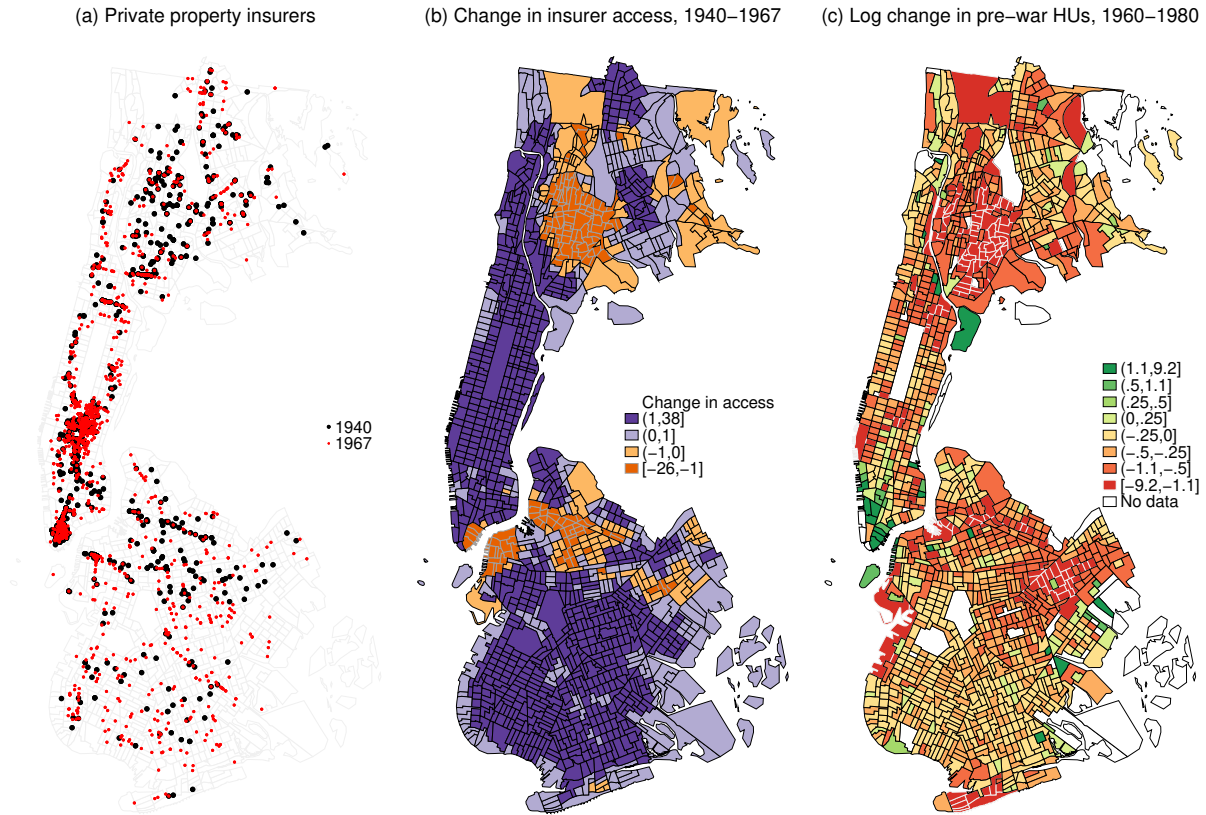 (a) Private property insurers
(b) Change in insurer access, 1940−1967
(c) Log change in pre−war HUs, 1960−1980
1940
1967
Change in access
(1,38]
(0,1]
(−1,0]
[−26,−1]
(1.1,9.2]
(.5,1.1]
(.25,.5]
(0,.25]
(−.25,0]
(−.5,−.25]
(−1.1,−.5]
[−9.2,−1.1]
No data